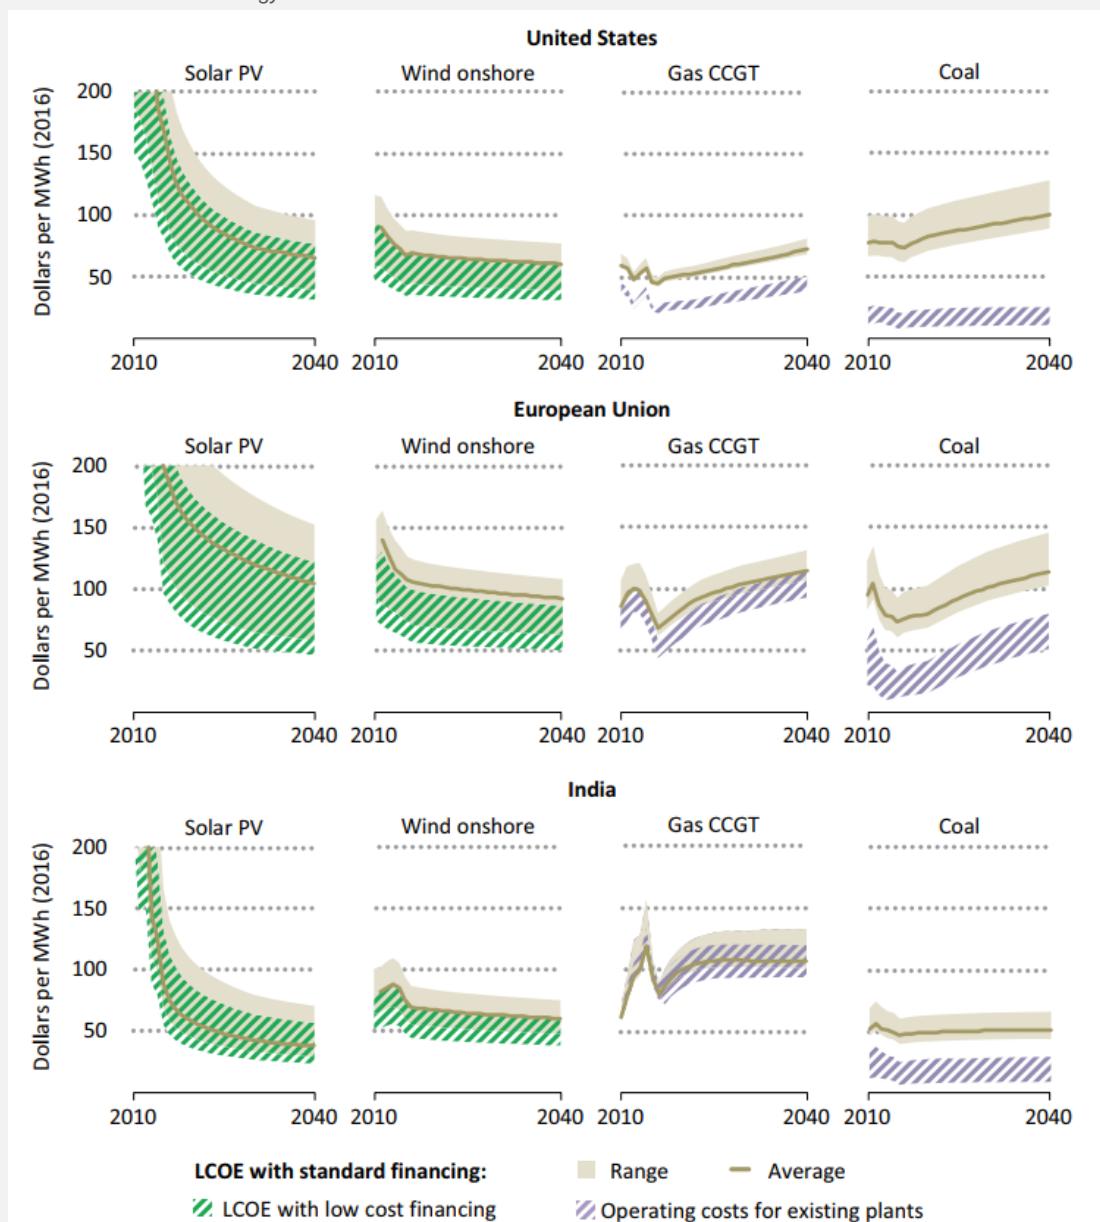 United States
Solar PV Wind onshore Gas CCGT Coal
Dollars per MWh (2016)
200
150
100
50
2010 2040 2010 2040 2010 2040 2010 2040
European Union
Solar PV Wind onshore Gas CCGT Coal
Dollars per MWh (2016)
200
150
100
50
2010 2040 2010 2040 2010 2040 2010 2040
India
Solar PV Wind onshore Gas CCGT Coal
Dollars per MWh (2016)
200
150
100
50
2010 2040 2010 2040 2010 2040 2010 2040
LCOE with standard financing: Range Average
LCOE with low cost financing Operating costs for existing plants